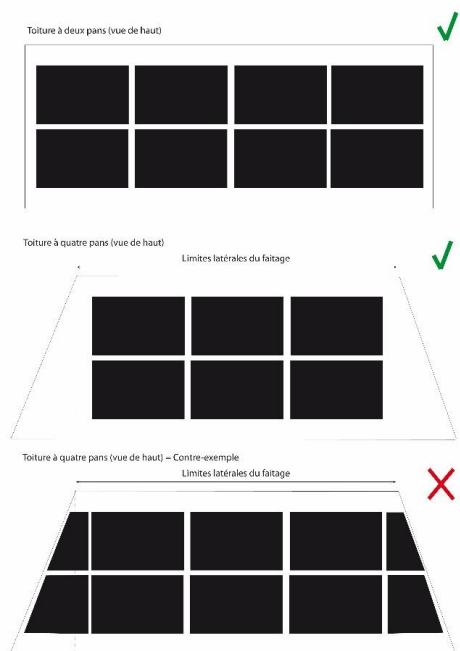 Toiture à deux pans (vue de haut)
Toiture à quatre pans (vue de haut)
Limites latérales du faitage
Toiture à quatre pans (vue de haut) – Contre-exemple
Limites latérales du faitage